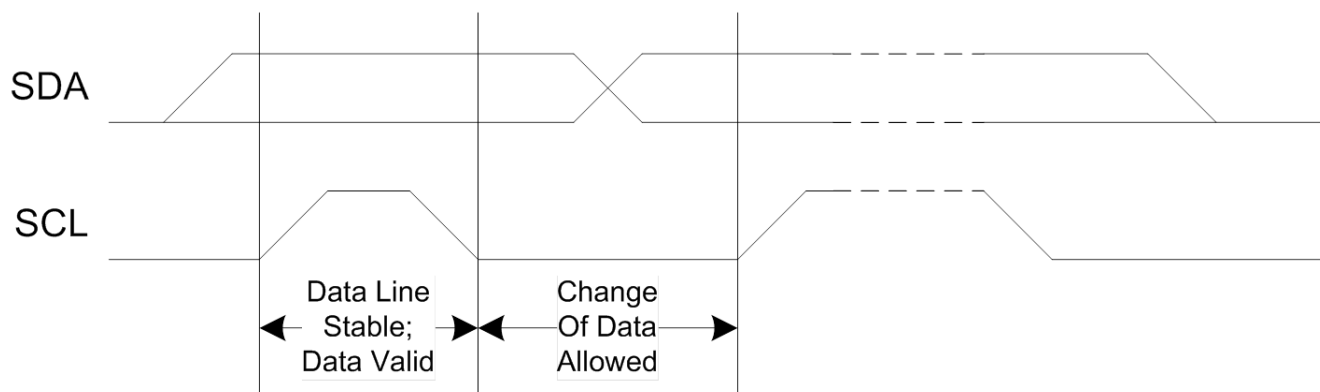 SDA
SCL
Data Line
Stable;
Data Valid
Change
Of Data
Allowed